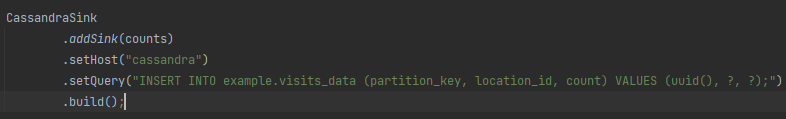 CassandraSink
.addSink(counts)
.setHost("cassandra")
.setQuery("INSERT INTO example.visits_data (partition_key, location_id, count) VALUES (uuid(), ?, ?);")
.build();